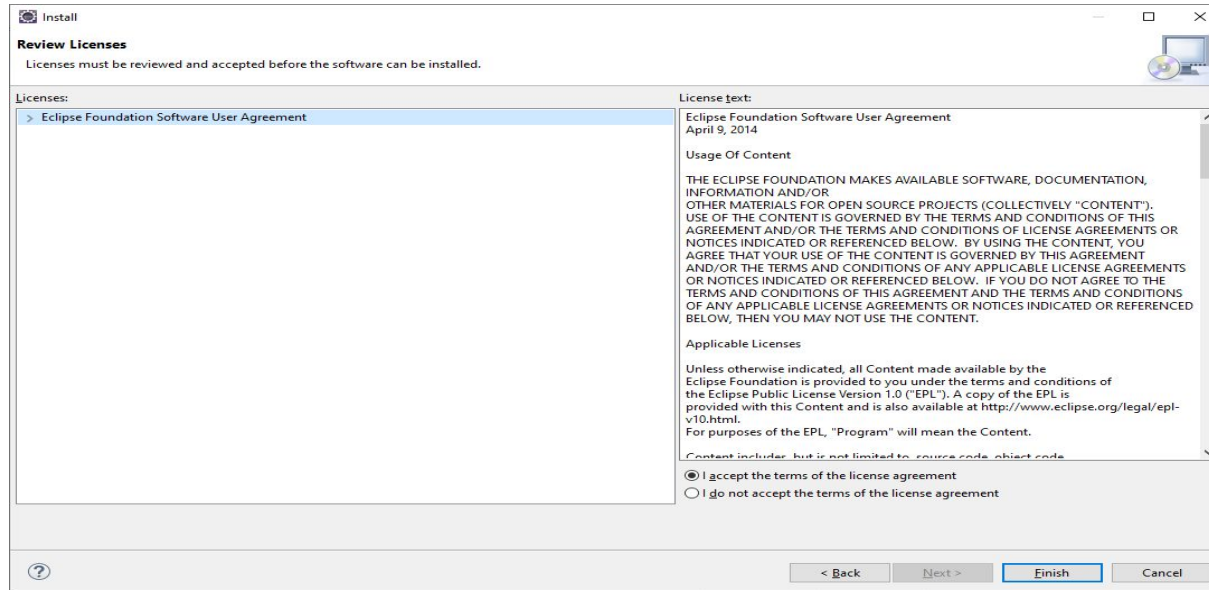 Install
Review Licenses
Licenses must be reviewed and accepted before the software can be installed.
Licenses:
Eclipse Foundation Software User Agreement
License text:
Eclipse Foundation Software User Agreement
April 9, 2014
Usage Of Content
THE ECLIPSE FOUNDATION MAKES AVAILABLE SOFTWARE, DOCUMENTATION,
INFORMATION AND/OR
OTHER MATERIALS FOR OPEN SOURCE PROJECTS (COLLECTIVELY "CONTENT").
USE OF THE CONTENT IS GOVERNED BY THE TERMS AND CONDITIONS OF THIS
AGREEMENT AND/OR THE TERMS AND CONDITIONS OF LICENSE AGREEMENTS OR
NOTICES INDICATED OR REFERENCED BELOW.  BY USING THE CONTENT, YOU
AGREE THAT YOUR USE OF THE CONTENT IS GOVERNED BY THIS AGREEMENT
AND/OR THE TERMS AND CONDITIONS OF ANY APPLICABLE LICENSE AGREEMENTS
OR NOTICES INDICATED OR REFERENCED BELOW.  IF YOU DO NOT AGREE TO THE
TERMS AND CONDITIONS OF THIS AGREEMENT AND THE TERMS AND CONDITIONS
OF ANY APPLICABLE LICENSE AGREEMENTS OR NOTICES INDICATED OR REFERENCED
BELOW, THEN YOU MAY NOT USE THE CONTENT.
Applicable Licenses
Unless otherwise indicated, all Content made available by the
Eclipse Foundation is provided to you under the terms and conditions of
the Eclipse Public License Version 1.0 ("EPL"). A copy of the EPL is
provided with this Content and is also available at http://www.eclipse.org/legal/epl-
v10.html.
For purposes of the EPL, "Program" will mean the Content.
Content includes, but is not limited to, source code, object code,
I accept the terms of the license agreement
I do not accept the terms of the license agreement
< Back
Next >
Finish
Cancel